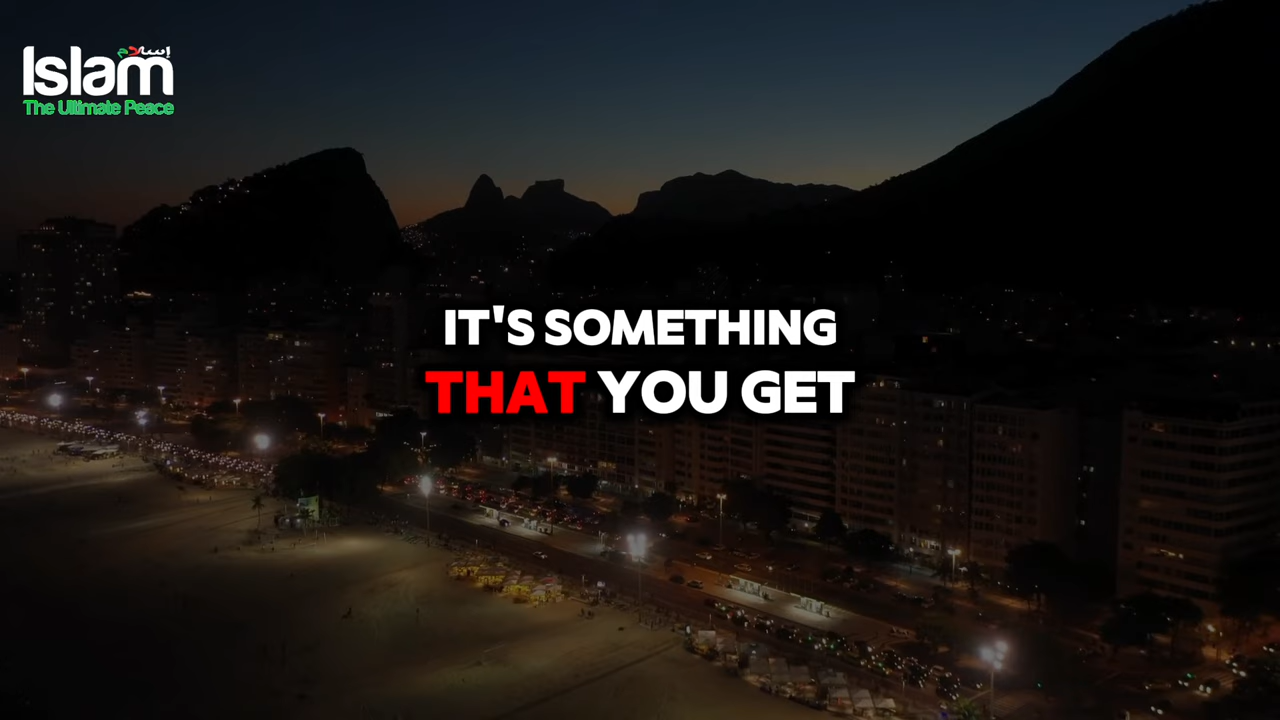 إسلام
Islam
The Ultimate Peace
IT'S SOMETHING
THAT YOU GET